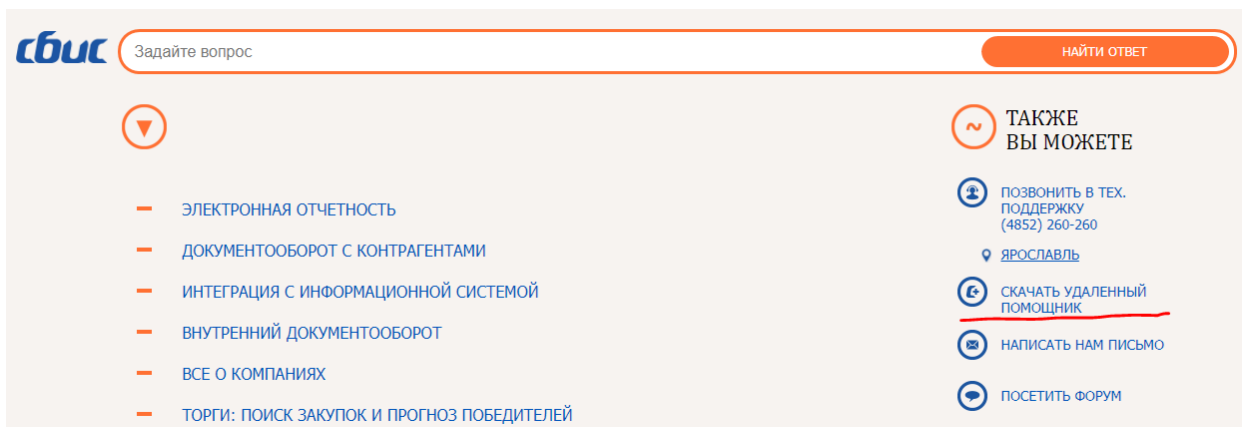 сбис
Задайте вопрос
НАЙТИ ОТВЕТ
ЭЛЕКТРОННАЯ ОТЧЕТНОСТЬ
ДОКУМЕНТООБОРОТ С КОНТРАГЕНТАМИ
ИНТЕГРАЦИЯ С ИНФОРМАЦИОННОЙ СИСТЕМОЙ
ВНУТРЕННИЙ ДОКУМЕНТООБОРОТ
ВСЕ О КОМПАНИЯХ
ТОРГИ: ПОИСК ЗАКУПОК И ПРОГНОЗ ПОБЕДИТЕЛЕЙ
ТАКЖЕ
ВЫ МОЖЕТЕ
ПОЗВОНИТЬ В ТЕХ.
ПОДДЕРЖКУ
(4852) 260-260
ЯРОСЛАВЛЬ
СКАЧАТЬ УДАЛЕННЫЙ
ПОМОЩНИК
НАПИСАТЬ НАМ ПИСЬМО
ПОСЕТИТЬ ФОРУМ